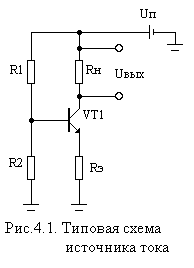 Uп
R1
Rн
Uвых
VT1
R2
Rэ
Рис.4.1. Типовая схема
источника тока